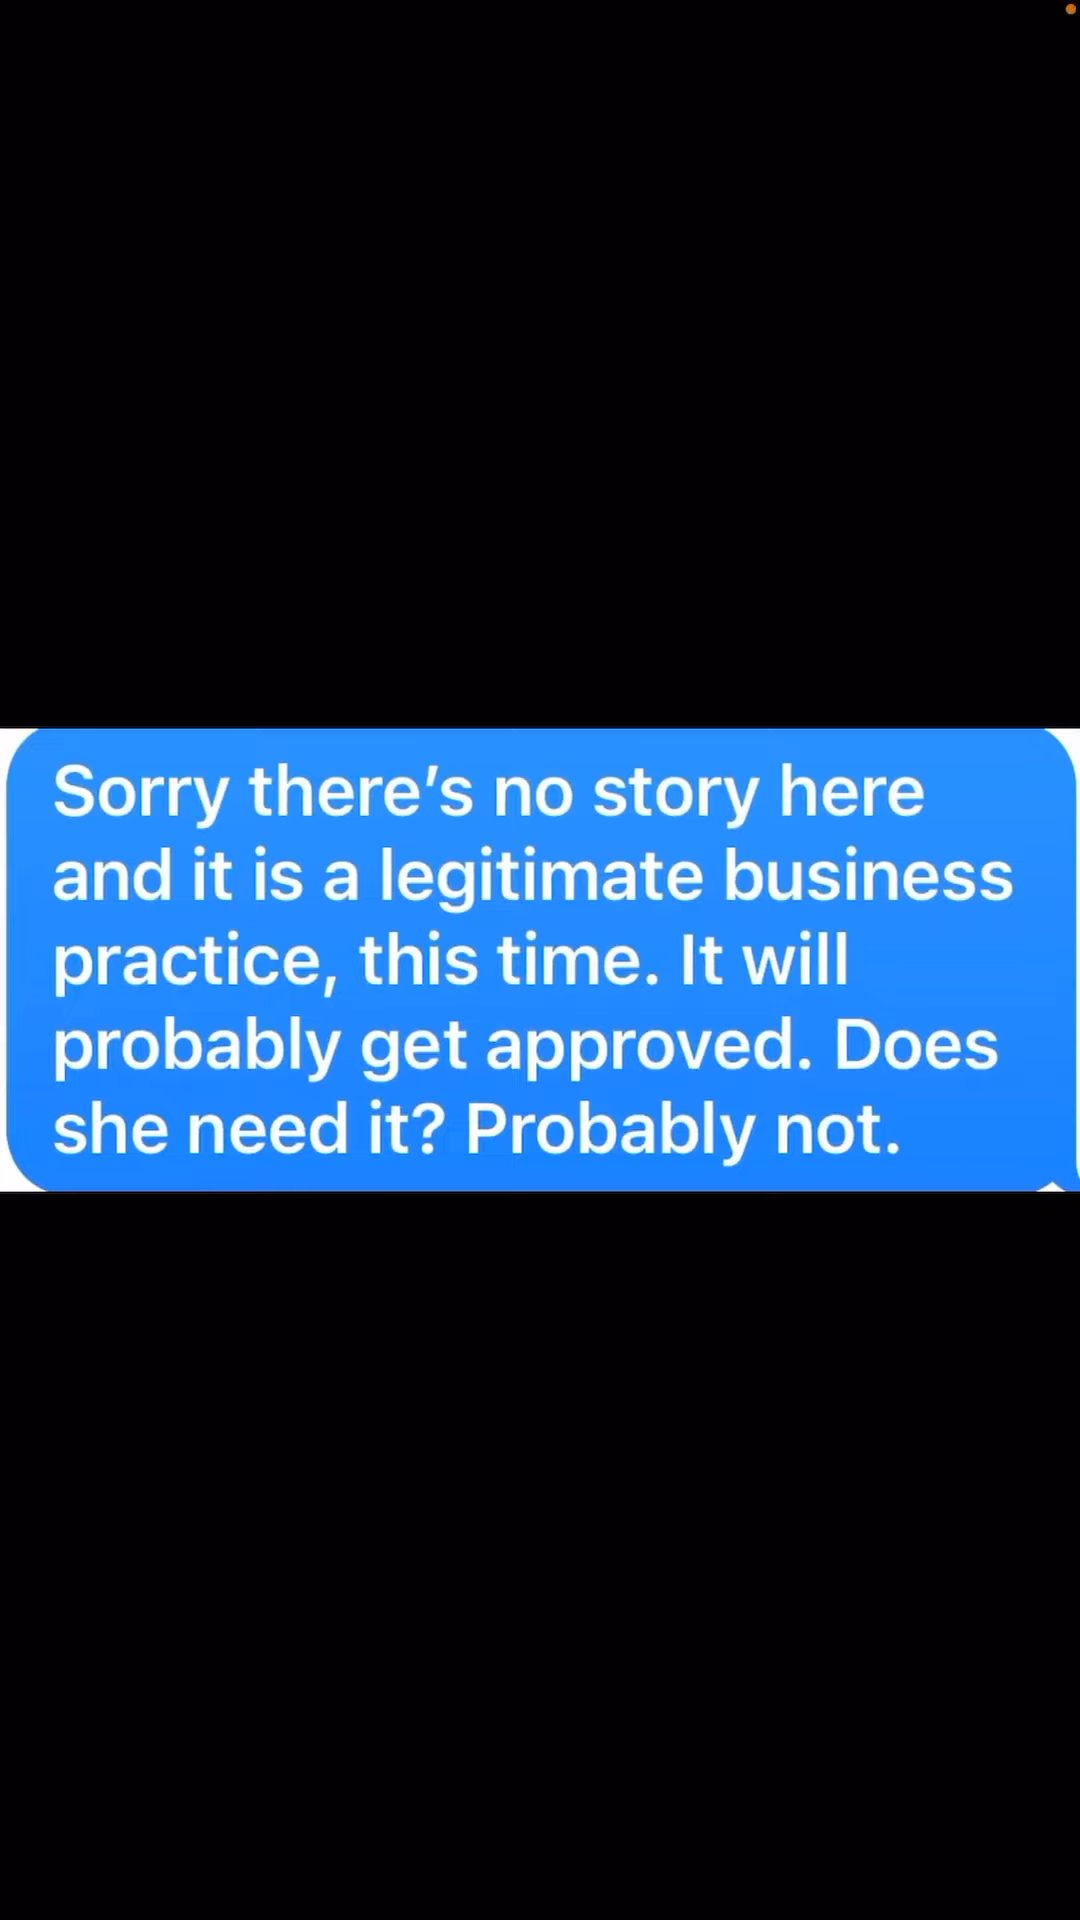 Sorry there’s no story here
and it is a legitimate business
practice, this time. It will
probably get approved. Does
she need it? Probably not.